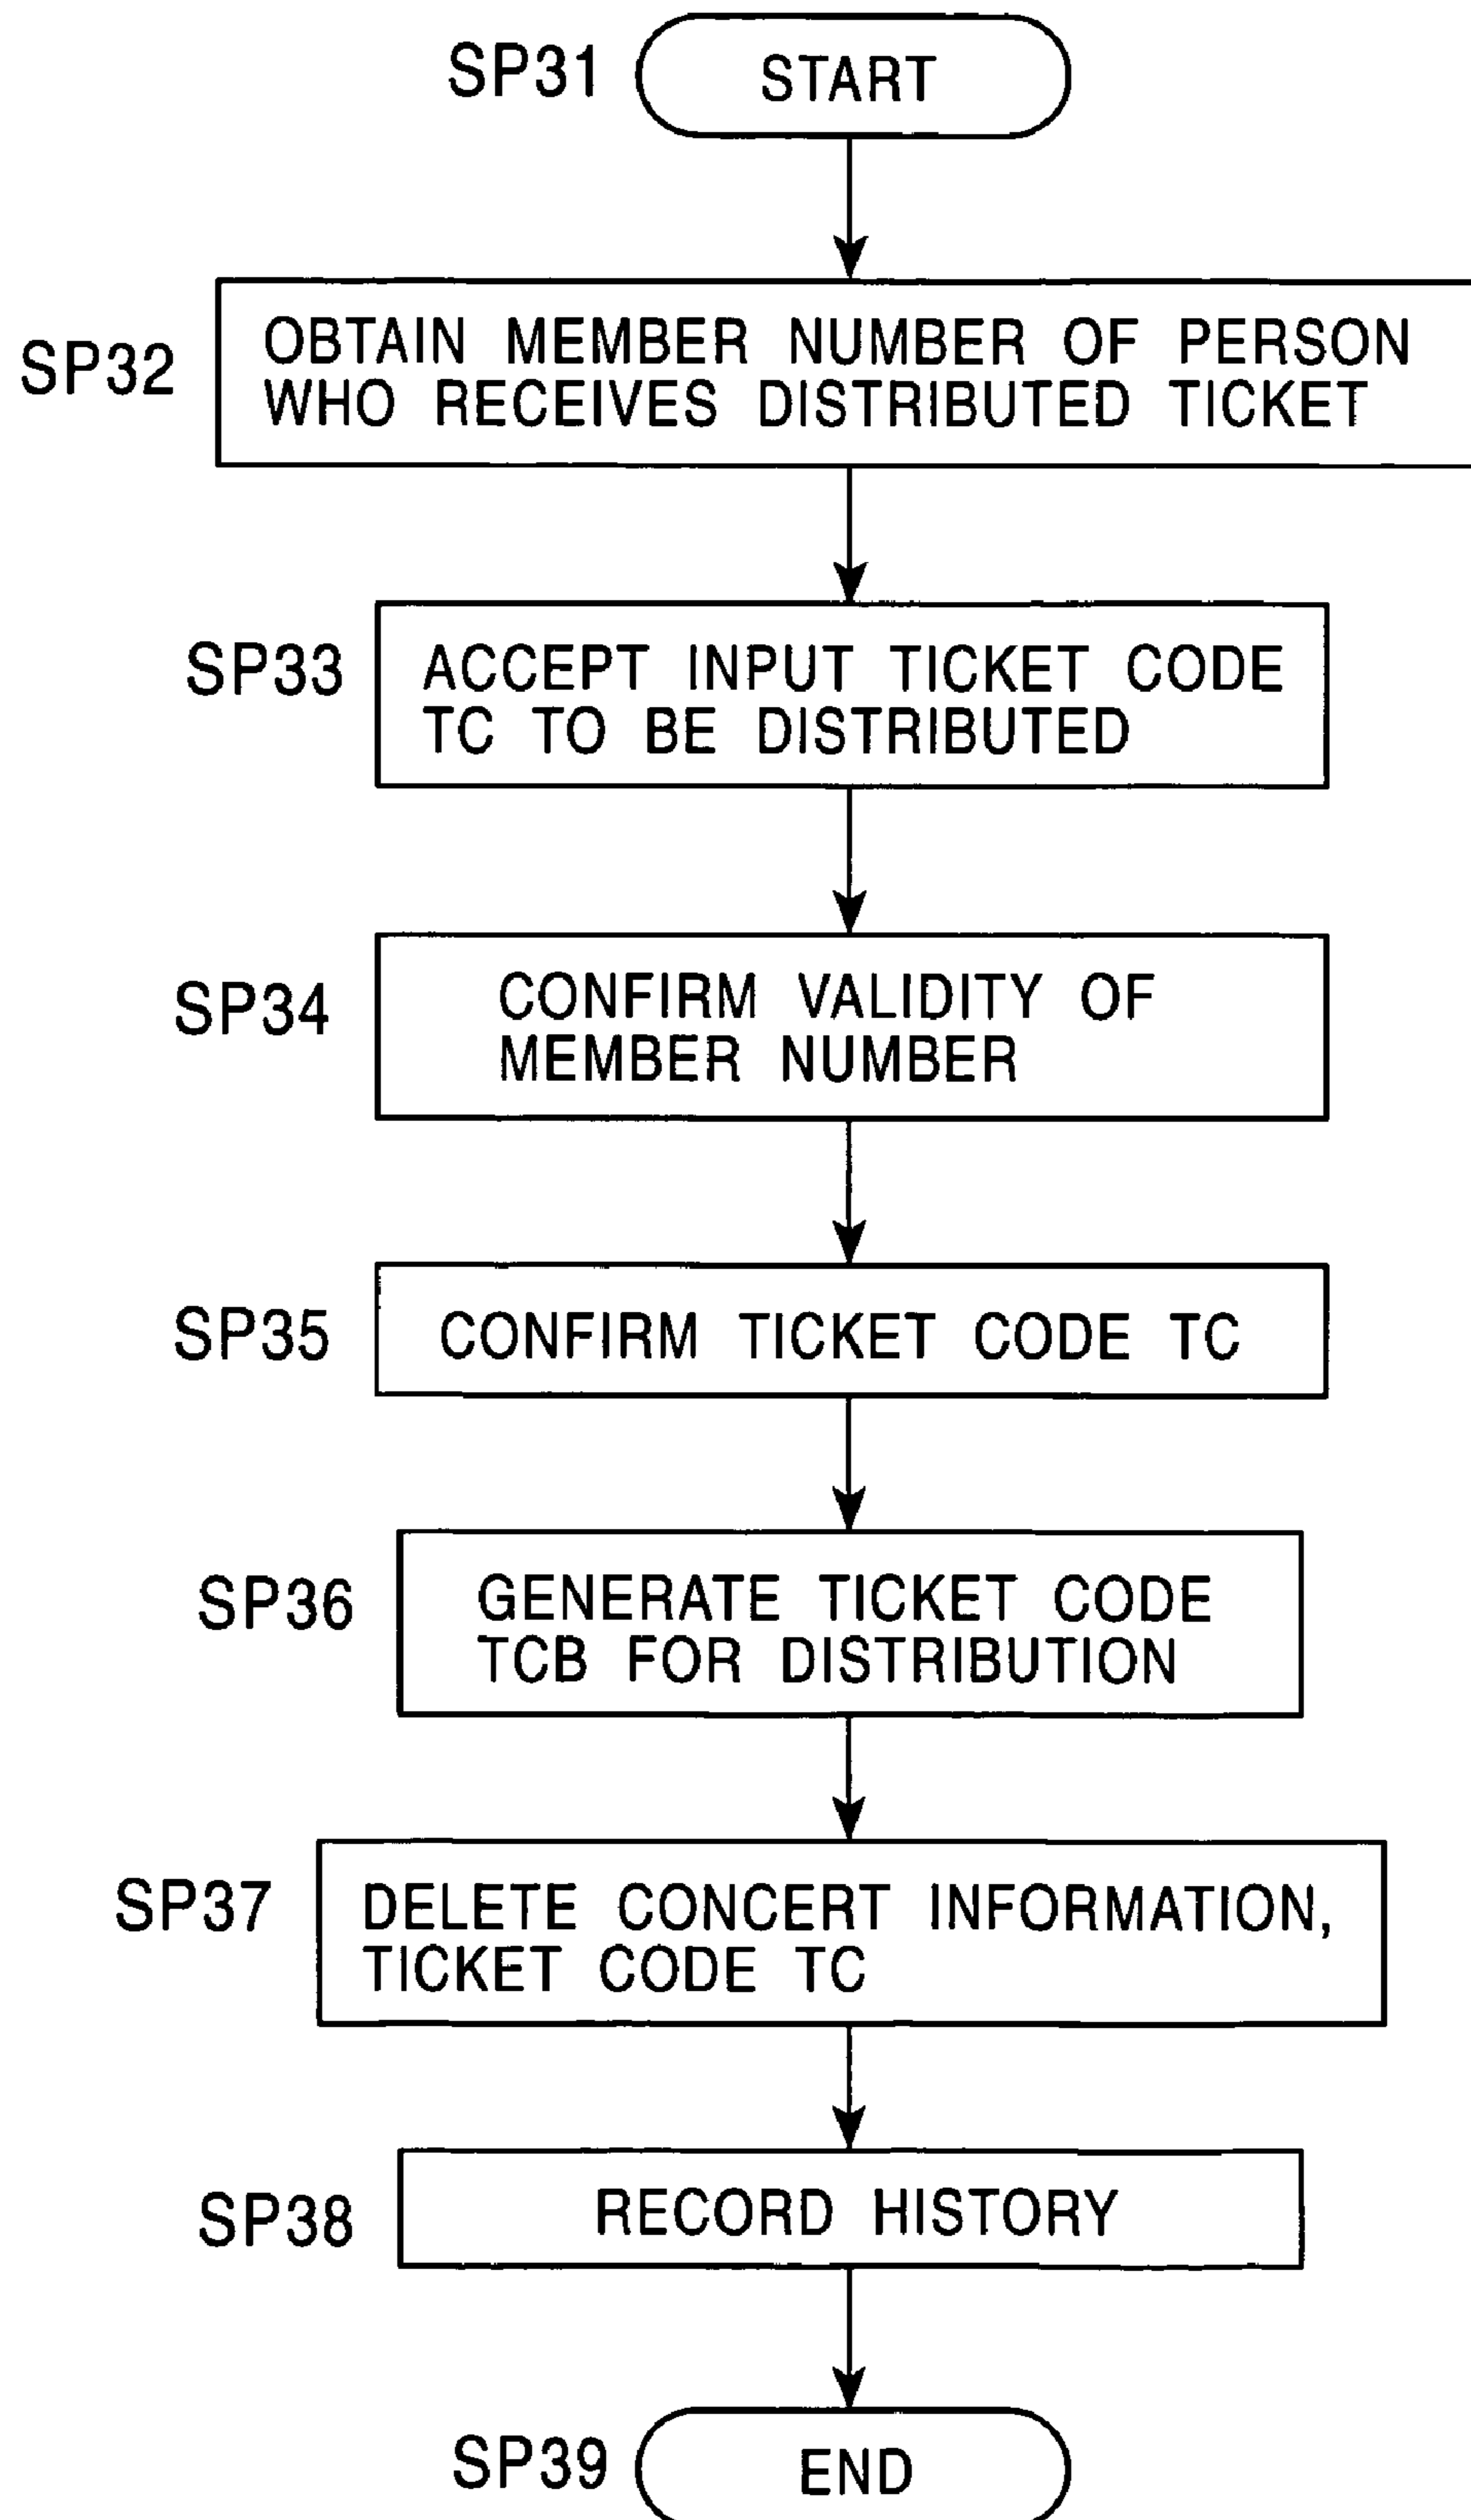 SP31 START
SP32 OBTAIN MEMBER NUMBER OF PERSON
WHO RECEIVES DISTRIBUTED TICKET
SP33 ACCEPT INPUT TICKET CODE
TC TO BE DISTRIBUTED
SP34 CONFIRM VALIDITY OF
MEMBER NUMBER
SP35 CONFIRM TICKET CODE TC
SP36 GENERATE TICKET CODE
TCB FOR DISTRIBUTION
SP37 DELETE CONCERT INFORMATION,
TICKET CODE TC
SP38 RECORD HISTORY
SP39 END